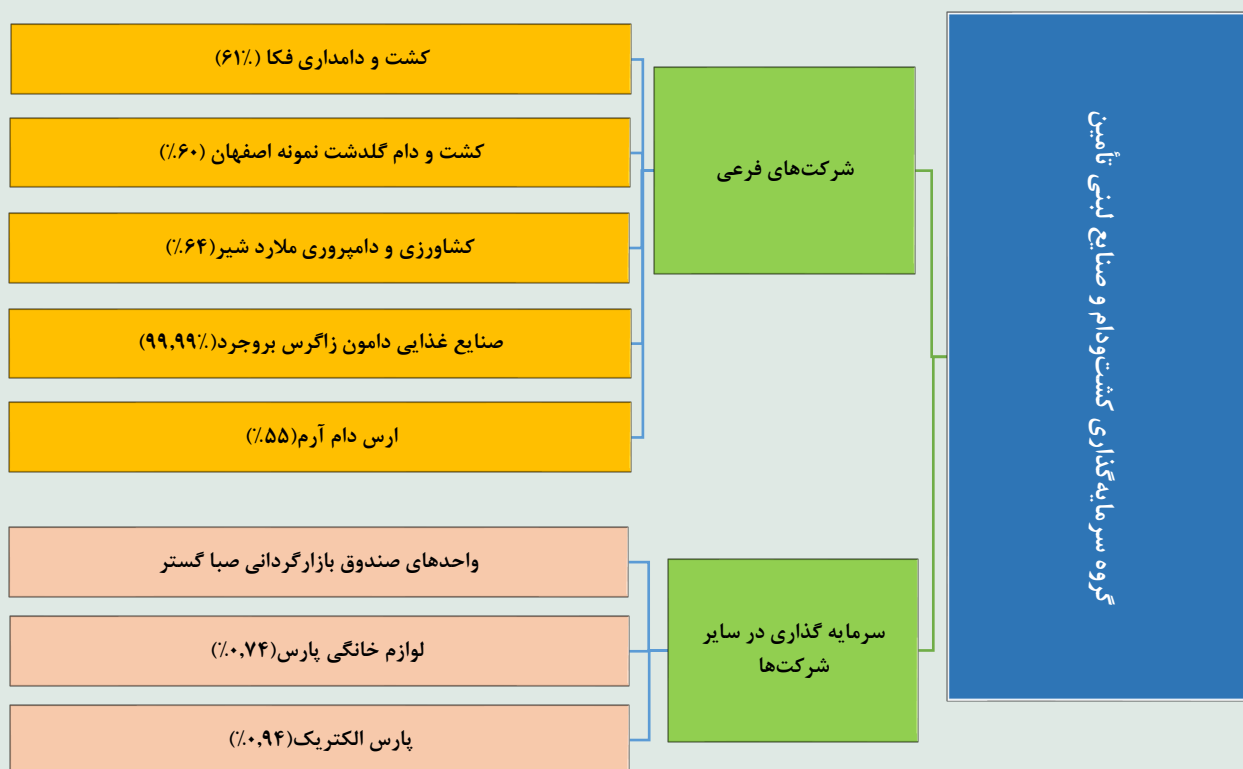 گروه سرمایه‌گذاری کشت‌ودام و صنایع لبنی تأمین
شرکت‌های فرعی
کشت و دامداری فکا (۶۱٪)
کشت و دام گلدشت نمونه اصفهان (۶۰٪)
کشاورزی و دامپروری ملارد شیر(۶۴٪)
صنایع غذایی دامون زاگرس بروجرد(۹۹,۹۹٪)
ارس دام آرم(۵۵٪)
سرمایه گذاری در سایر
شرکت‌ها
واحدهای صندوق بازارگردانی صبا گستر
لوازم خانگی پارس(۰,۷۴٪)
پارس الکتریک(۰,۹۴٪)